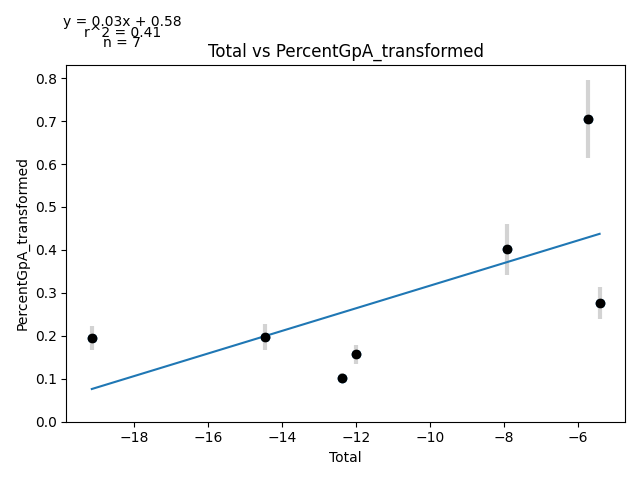 y = 0.03x + 0.58
r^2 = 0.41
n = 7
Total vs PercentGpA_transformed
PercentGpA_transformed
0.8
0.7
0.6
0.5
0.4
0.3
0.2
0.1
0.0
−18
−16
−14
−12
−10
−8
−6
Total